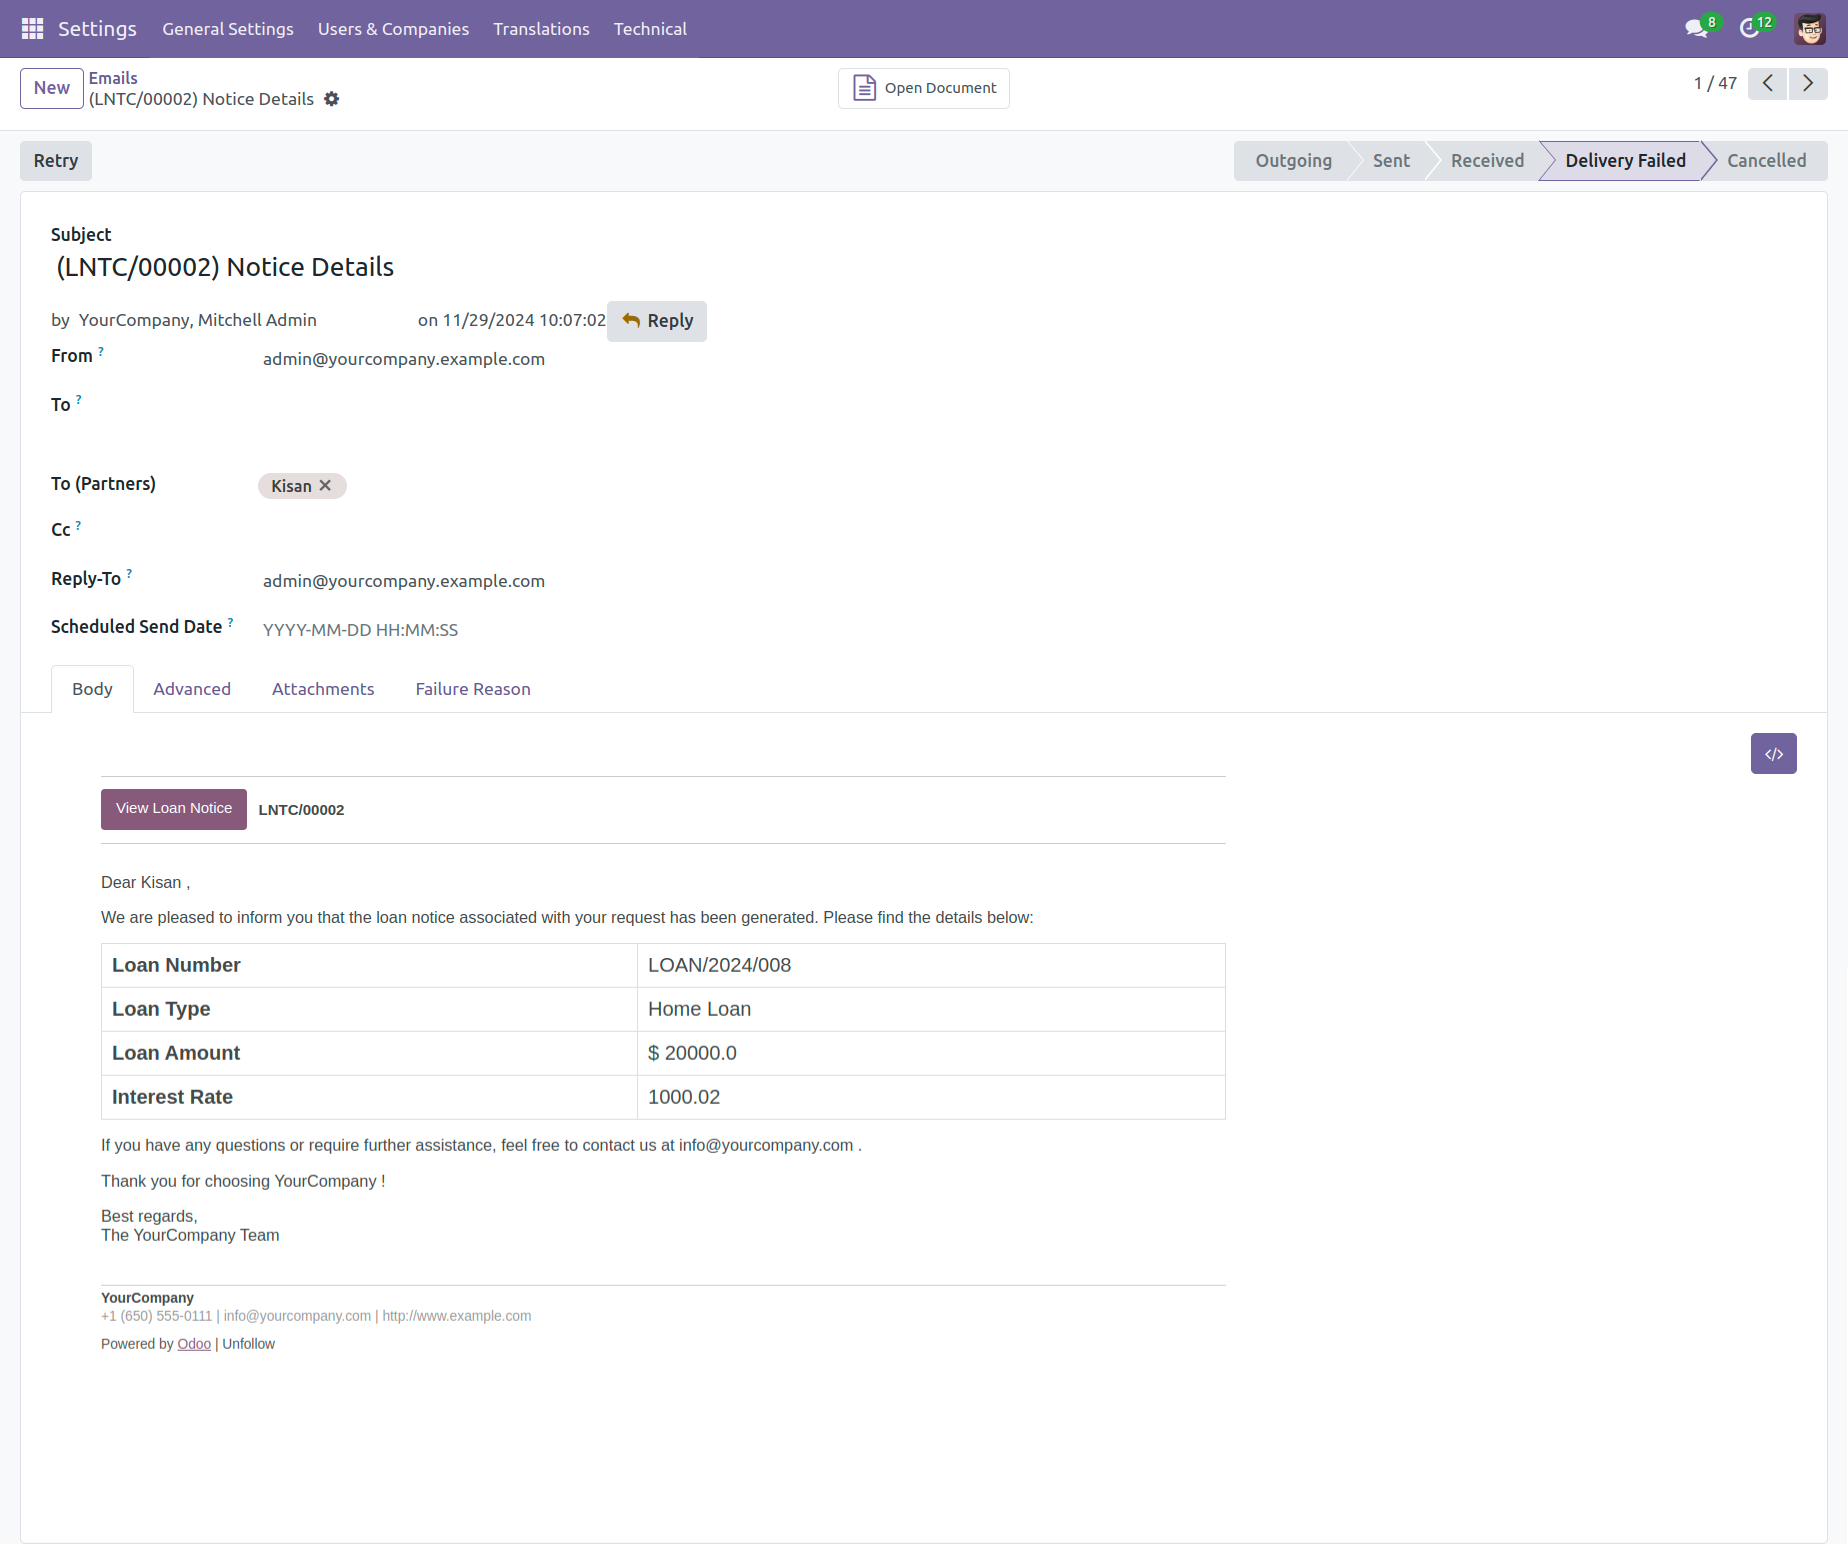 Settings General Settings Users & Companies Translations Technical 8 12
New Emails
(LNTC/00002) Notice Details
Open Document
1 / 47
Retry
Outgoing Sent Received Delivery Failed Cancelled
Subject
(LNTC/00002) Notice Details
by YourCompany, Mitchell Admin on 11/29/2024 10:07:02 Reply
From ? admin@yourcompany.example.com
To ?
To (Partners) Kisan ✕
Cc ?
Reply-To ? admin@yourcompany.example.com
Scheduled Send Date ? YYYY-MM-DD HH:MM:SS
Body Advanced Attachments Failure Reason
</>
View Loan Notice LNTC/00002
Dear Kisan ,
We are pleased to inform you that the loan notice associated with your request has been generated. Please find the details below:
Loan Number LOAN/2024/008
Loan Type Home Loan
Loan Amount $ 20000.0
Interest Rate 1000.02
If you have any questions or require further assistance, feel free to contact us at info@yourcompany.com .
Thank you for choosing YourCompany !
Best regards,
The YourCompany Team
YourCompany
+1 (650) 555-0111 | info@yourcompany.com | http://www.example.com
Powered by Odoo | Unfollow